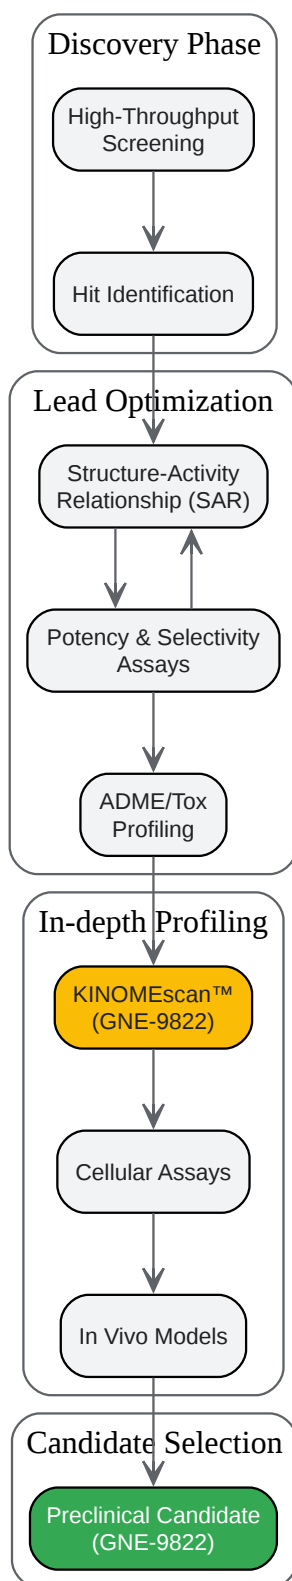 Discovery Phase
High-Throughput
Screening
Hit Identification
Lead Optimization
Structure-Activity
Relationship (SAR)
Potency & Selectivity
Assays
ADME/Tox
Profiling
In-depth Profiling
KINOMEscan™
(GNE-9822)
Cellular Assays
In Vivo Models
Candidate Selection
Preclinical Candidate
(GNE-9822)